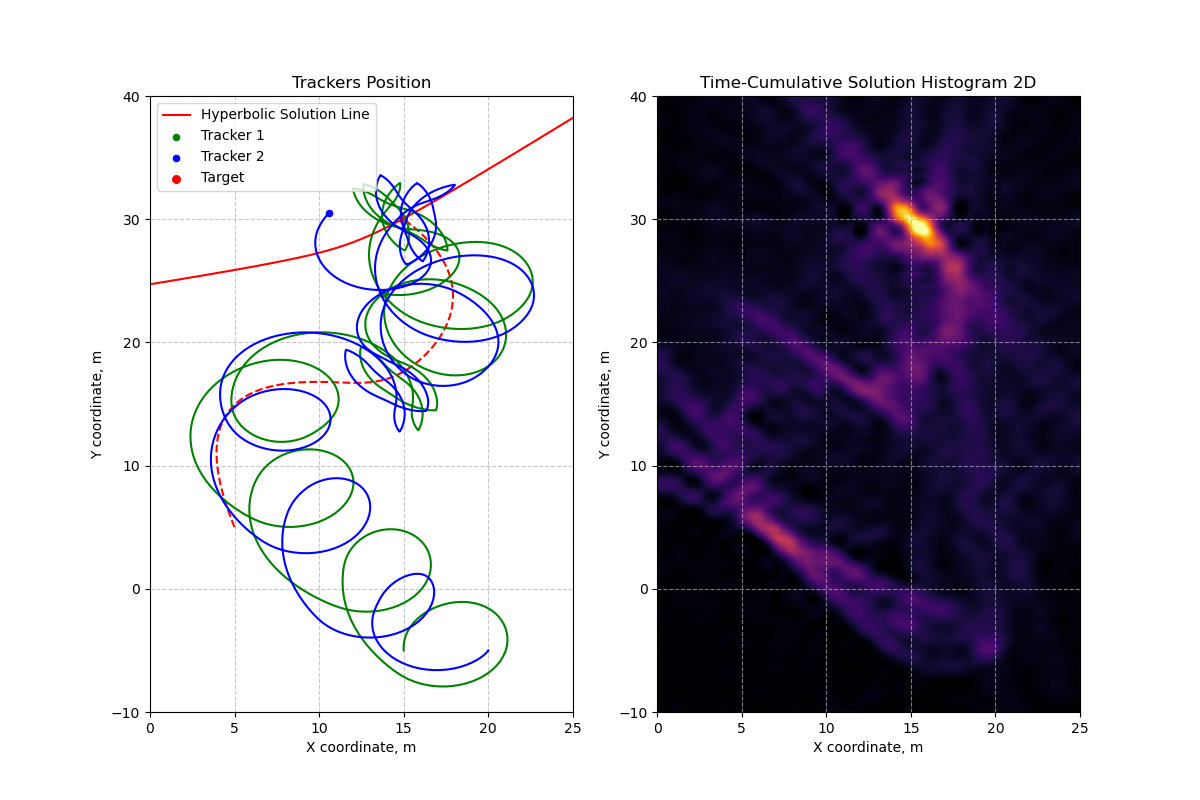 Trackers Position
Hyperbolic Solution Line
Tracker 1
Tracker 2
Target
40
30
20
10
0
−10
0 5 10 15 20 25
X coordinate, m
Y coordinate, m
Time-Cumulative Solution Histogram 2D
40
30
20
10
0
−10
0 5 10 15 20 25
X coordinate, m
Y coordinate, m